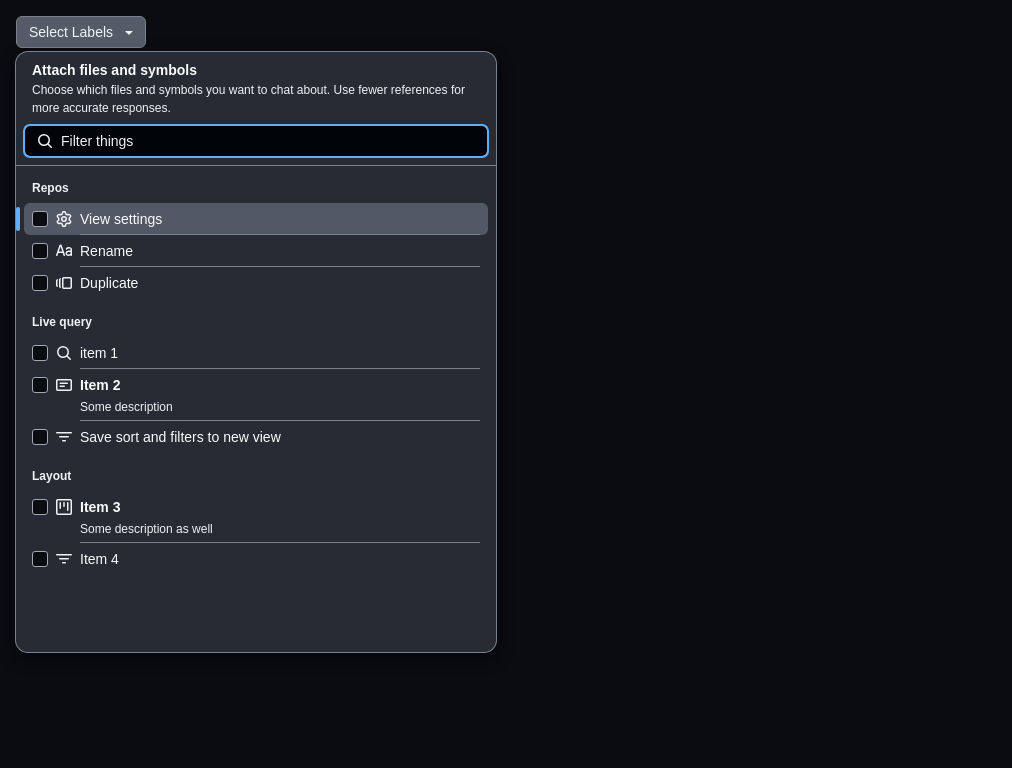 Select Labels
Attach files and symbols
Choose which files and symbols you want to chat about. Use fewer references for
more accurate responses.
Filter things
Repos
View settings
Rename
Duplicate
Live query
item 1
Item 2
Some description
Save sort and filters to new view
Layout
Item 3
Some description as well
Item 4